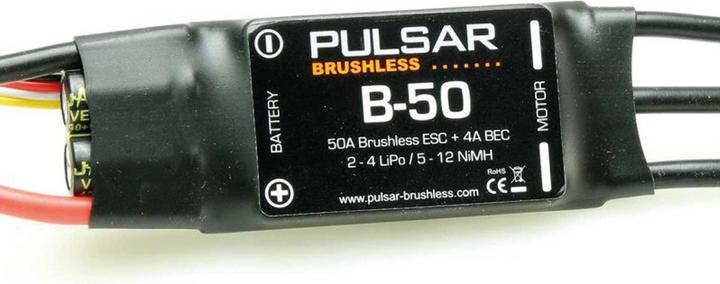 PULSAR
BRUSHLESS .......
B-50
50A Brushless ESC + 4A BEC
2 - 4 LiPo / 5 - 12 NiMH
RoHS
CE
www.pulsar-brushless.com
BATTERY
MOTOR